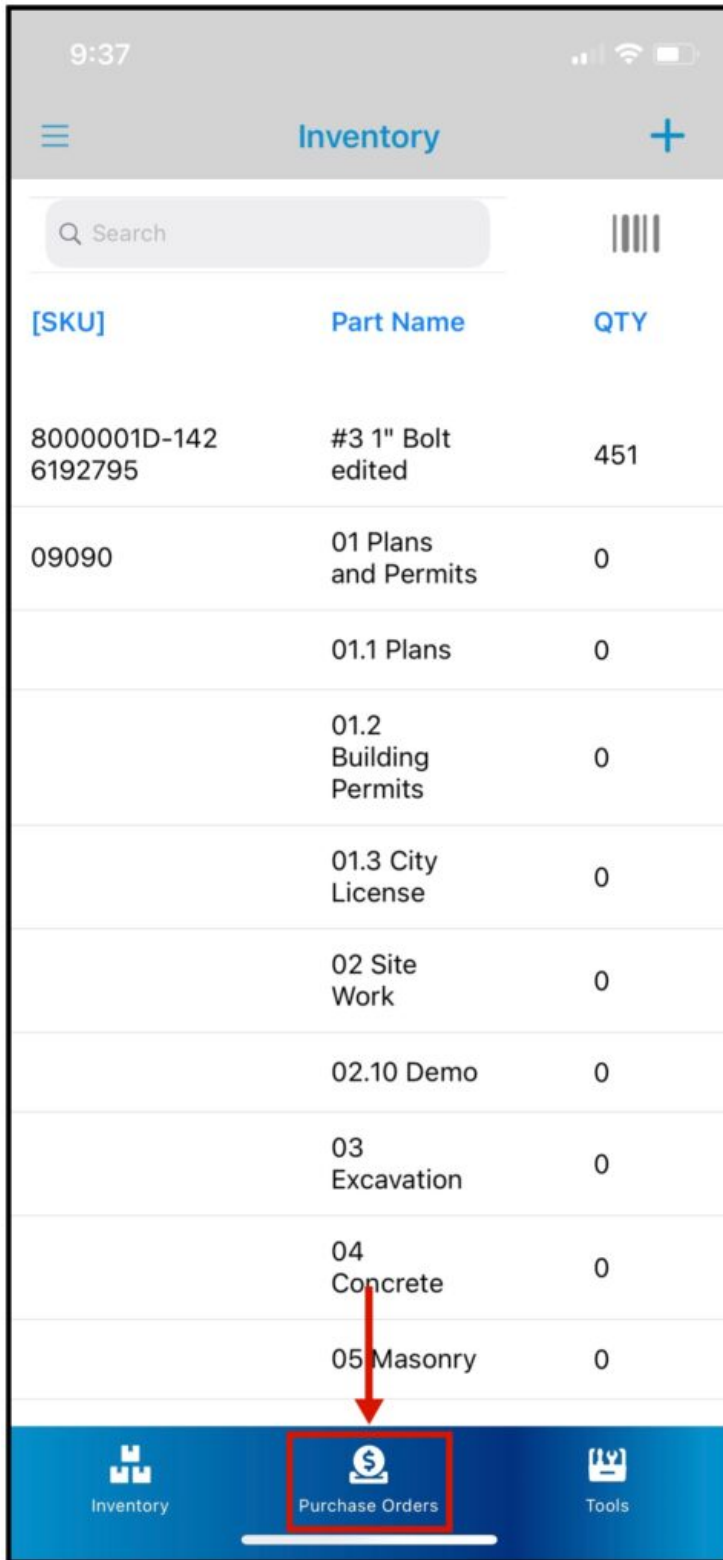 9:37
Inventory
Search
[SKU] Part Name QTY
8000001D-142
6192795
#3 1" Bolt
edited
451
09090
01 Plans
and Permits
0
01.1 Plans 0
01.2
Building
Permits
0
01.3 City
License
0
02 Site
Work
0
02.10 Demo 0
03
Excavation
0
04
Concrete
0
05 Masonry 0
Inventory Purchase Orders Tools